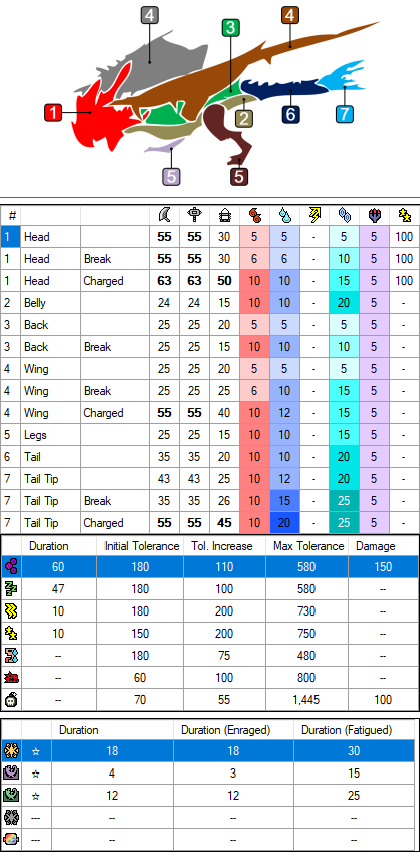 4
4
3
1
2
6
7
5
5
#
1 Head 55 55 30 5 5 - 5 5 100
1 Head Break 55 55 30 6 6 - 10 5 100
1 Head Charged 63 63 50 10 10 - 15 5 100
2 Belly 24 24 15 10 10 - 20 5 -
3 Back 25 25 20 5 5 - 5 5 -
3 Back Break 25 25 15 10 10 - 10 5 -
4 Wing 25 25 25 5 5 - 5 5 -
4 Wing Break 25 25 25 6 10 - 15 5 -
4 Wing Charged 55 55 40 10 12 - 15 5 -
5 Legs 25 25 15 10 10 - 15 5 -
6 Tail 35 35 20 10 10 - 20 5 -
7 Tail Tip 43 43 25 10 12 - 20 5 -
7 Tail Tip Break 35 35 26 10 15 - 25 5 -
7 Tail Tip Charged 55 55 45 10 20 - 25 5 -
Duration Initial Tolerance Tol. Increase Max Tolerance Damage
60 180 110 580 150
47 180 100 580 --
10 180 200 730 --
10 150 200 750 --
-- 180 75 480 --
-- 60 100 800 --
-- 70 55 1,445 100
Duration Duration (Enraged) Duration (Fatigued)
☆ 18 18 30
☆ 4 3 15
☆ 12 12 25
--- -- -- --
--- -- -- --